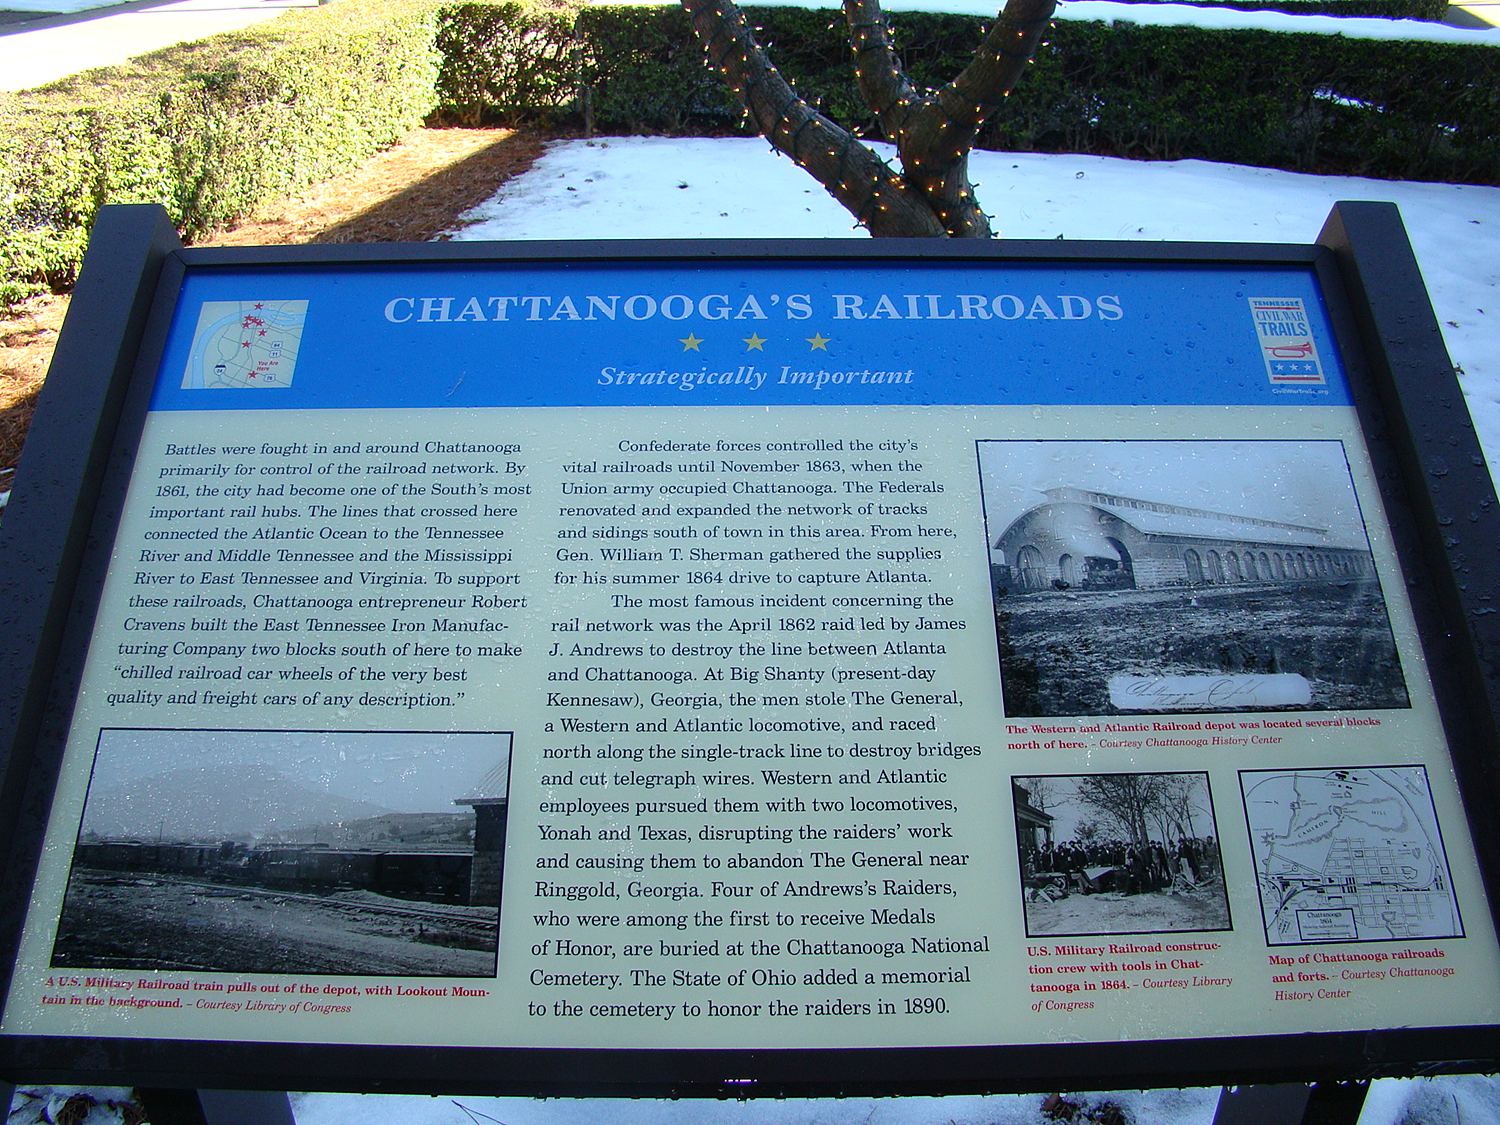 CHATTANOOGA'S RAILROADS
Strategically Important
You Are
Here
TENNESSEE
CIVIL WAR
TRAILS
CivilWarTrails.org
Battles were fought in and around Chattanooga
primarily for control of the railroad network. By
1861, the city had become one of the South's most
important rail hubs. The lines that crossed here
connected the Atlantic Ocean to the Tennessee
River and Middle Tennessee and the Mississippi
River to East Tennessee and Virginia. To support
these railroads, Chattanooga entrepreneur Robert
Cravens built the East Tennessee Iron Manufac-
turing Company two blocks south of here to make
“chilled railroad car wheels of the very best
quality and freight cars of any description.”
A U.S. Military Railroad train pulls out of the depot, with Lookout Moun-
tain in the background. – Courtesy Library of Congress
Confederate forces controlled the city's
vital railroads until November 1863, when the
Union army occupied Chattanooga. The Federals
renovated and expanded the network of tracks
and sidings south of town in this area. From here,
Gen. William T. Sherman gathered the supplies
for his summer 1864 drive to capture Atlanta.
The most famous incident concerning the
rail network was the April 1862 raid led by James
J. Andrews to destroy the line between Atlanta
and Chattanooga. At Big Shanty (present-day
Kennesaw), Georgia, the men stole The General,
a Western and Atlantic locomotive, and raced
north along the single-track line to destroy bridges
and cut telegraph wires. Western and Atlantic
employees pursued them with two locomotives,
Yonah and Texas, disrupting the raiders' work
and causing them to abandon The General near
Ringgold, Georgia. Four of Andrews's Raiders,
who were among the first to receive Medals
of Honor, are buried at the Chattanooga National
Cemetery. The State of Ohio added a memorial
to the cemetery to honor the raiders in 1890.
The Western and Atlantic Railroad depot was located several blocks
north of here. – Courtesy Chattanooga History Center
U.S. Military Railroad construc-
tion crew with tools in Chat-
tanooga in 1864. – Courtesy Library
of Congress
CAMERON HILL
Chattanooga
1864
Map of Chattanooga railroads
and forts. – Courtesy Chattanooga
History Center